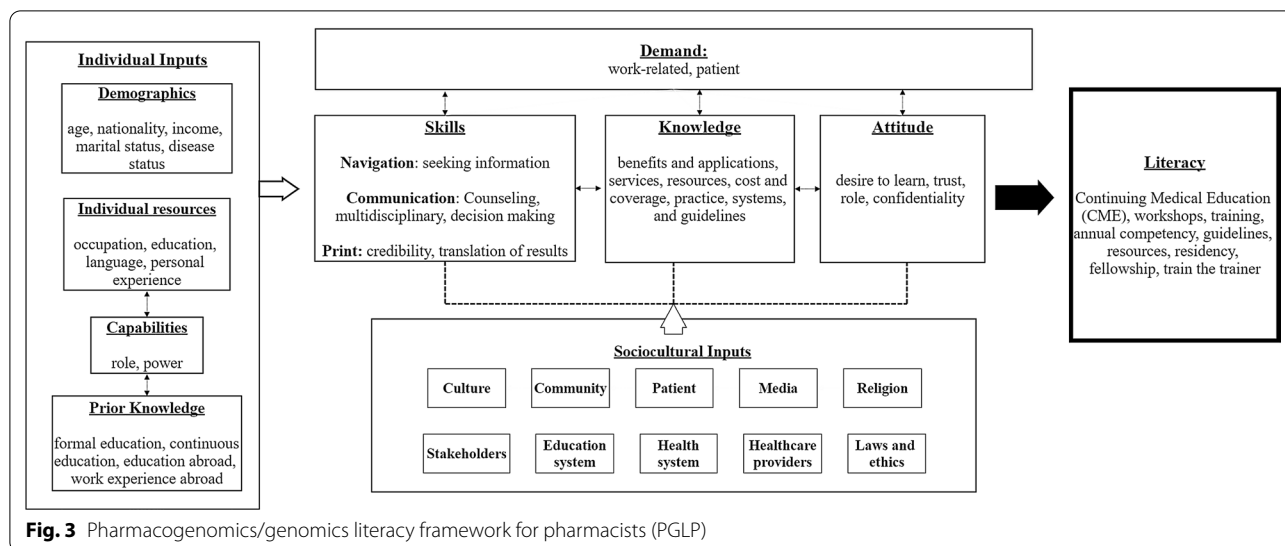 Individual Inputs
Demographics
age, nationality, income,
marital status, disease
status
Individual resources
occupation, education,
language, personal
experience
Capabilities
role, power
Prior Knowledge
formal education, continuous
education, education abroad,
work experience abroad
Demand:
work-related, patient
Skills
Navigation: seeking information
Communication: Counseling,
multidisciplinary, decision making
Print: credibility, translation of results
Knowledge
benefits and applications,
services, resources, cost and
coverage, practice, systems,
and guidelines
Attitude
desire to learn, trust,
role, confidentiality
Sociocultural Inputs
Culture
Community
Patient
Media
Religion
Stakeholders
Education
system
Health
system
Healthcare
providers
Laws and
ethics
Literacy
Continuing Medical Education
(CME), workshops, training,
annual competency, guidelines,
resources, residency,
fellowship, train the trainer
Fig. 3 Pharmacogenomics/genomics literacy framework for pharmacists (PGLP)